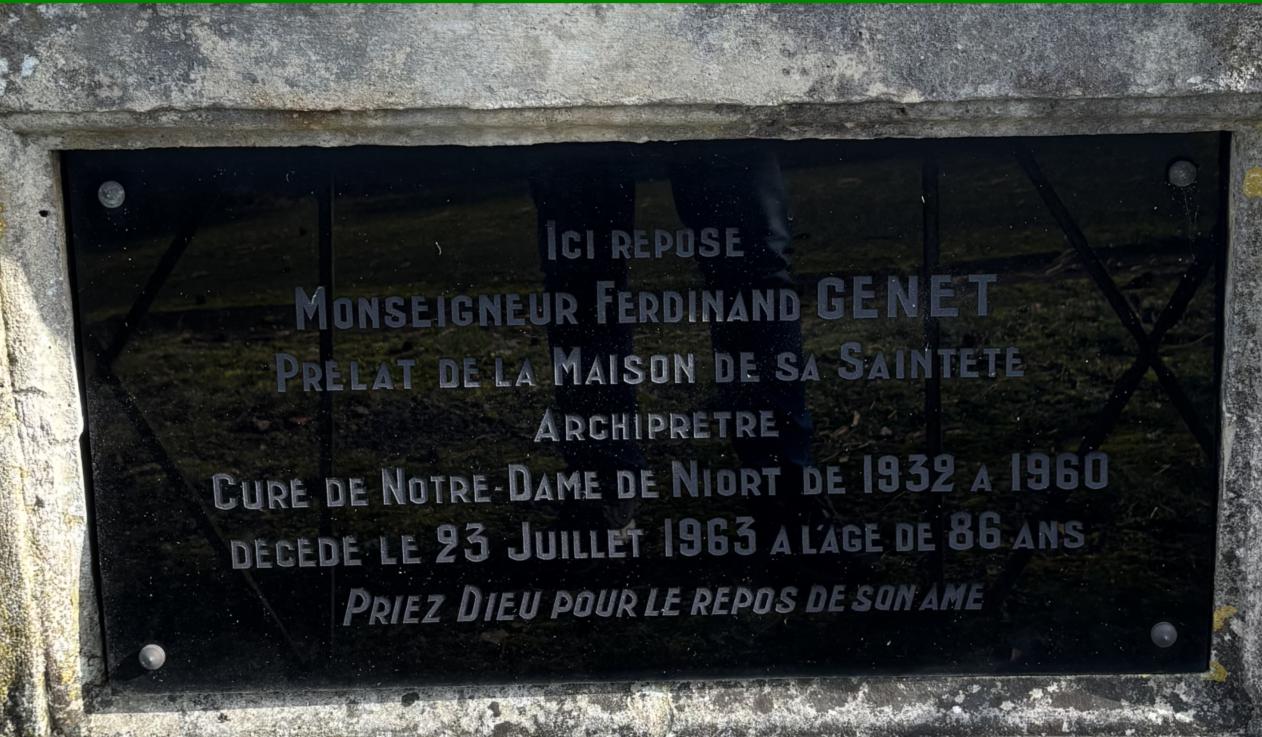 ICI REPOSE
MONSEIGNEUR FERDINAND GENET
PRELAT DE LA MAISON DE SA SAINTETE
ARCHIPRETRE
CURE DE NOTRE-DAME DE NIORT DE 1932 A 1960
DECEDE LE 23 JUILLET 1963 A L'AGE DE 86 ANS
PRIEZ DIEU POUR LE REPOS DE SON AME